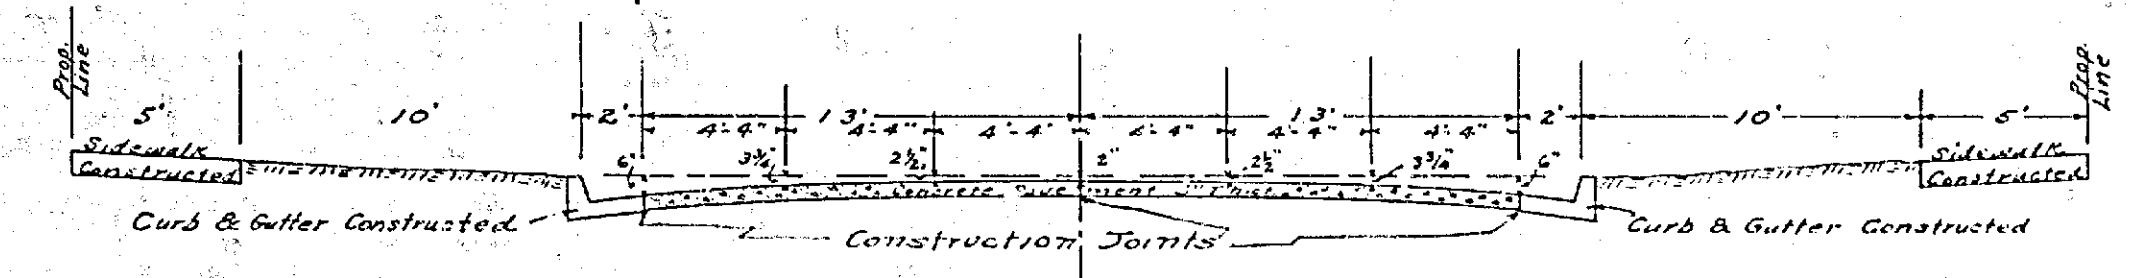 Prop. Line
Prop. Line
5' 10' 2' 13' 13' 2' 10' 5'
4'-4" 4'-4" 4'-4" 4'-4" 4'-4" 4'-4"
Sidewalk Constructed
6" 3¾" 2½" 2" 2½" 3¾" 6"
Sidewalk Constructed
Concrete Pavement
Curb & Gutter Constructed
Construction Joints
Curb & Gutter Constructed